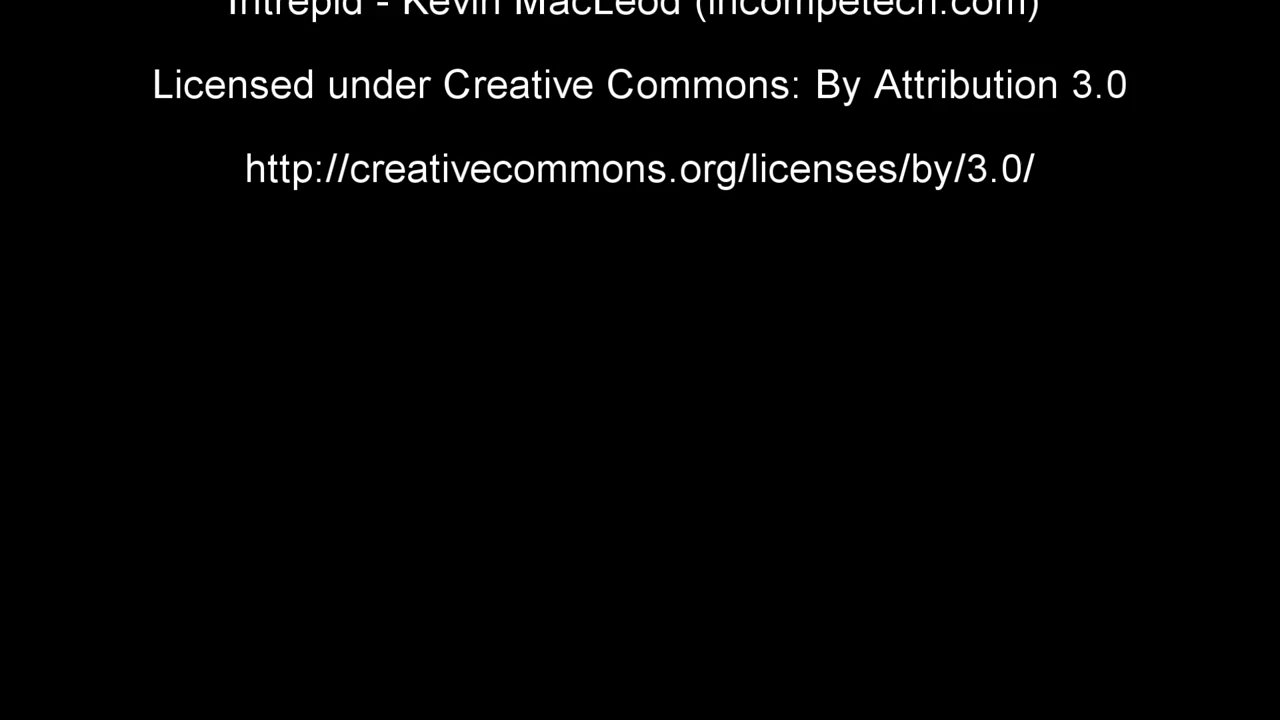 Intrepid - Kevin MacLeod (incompetech.com)
Licensed under Creative Commons: By Attribution 3.0
http://creativecommons.org/licenses/by/3.0/